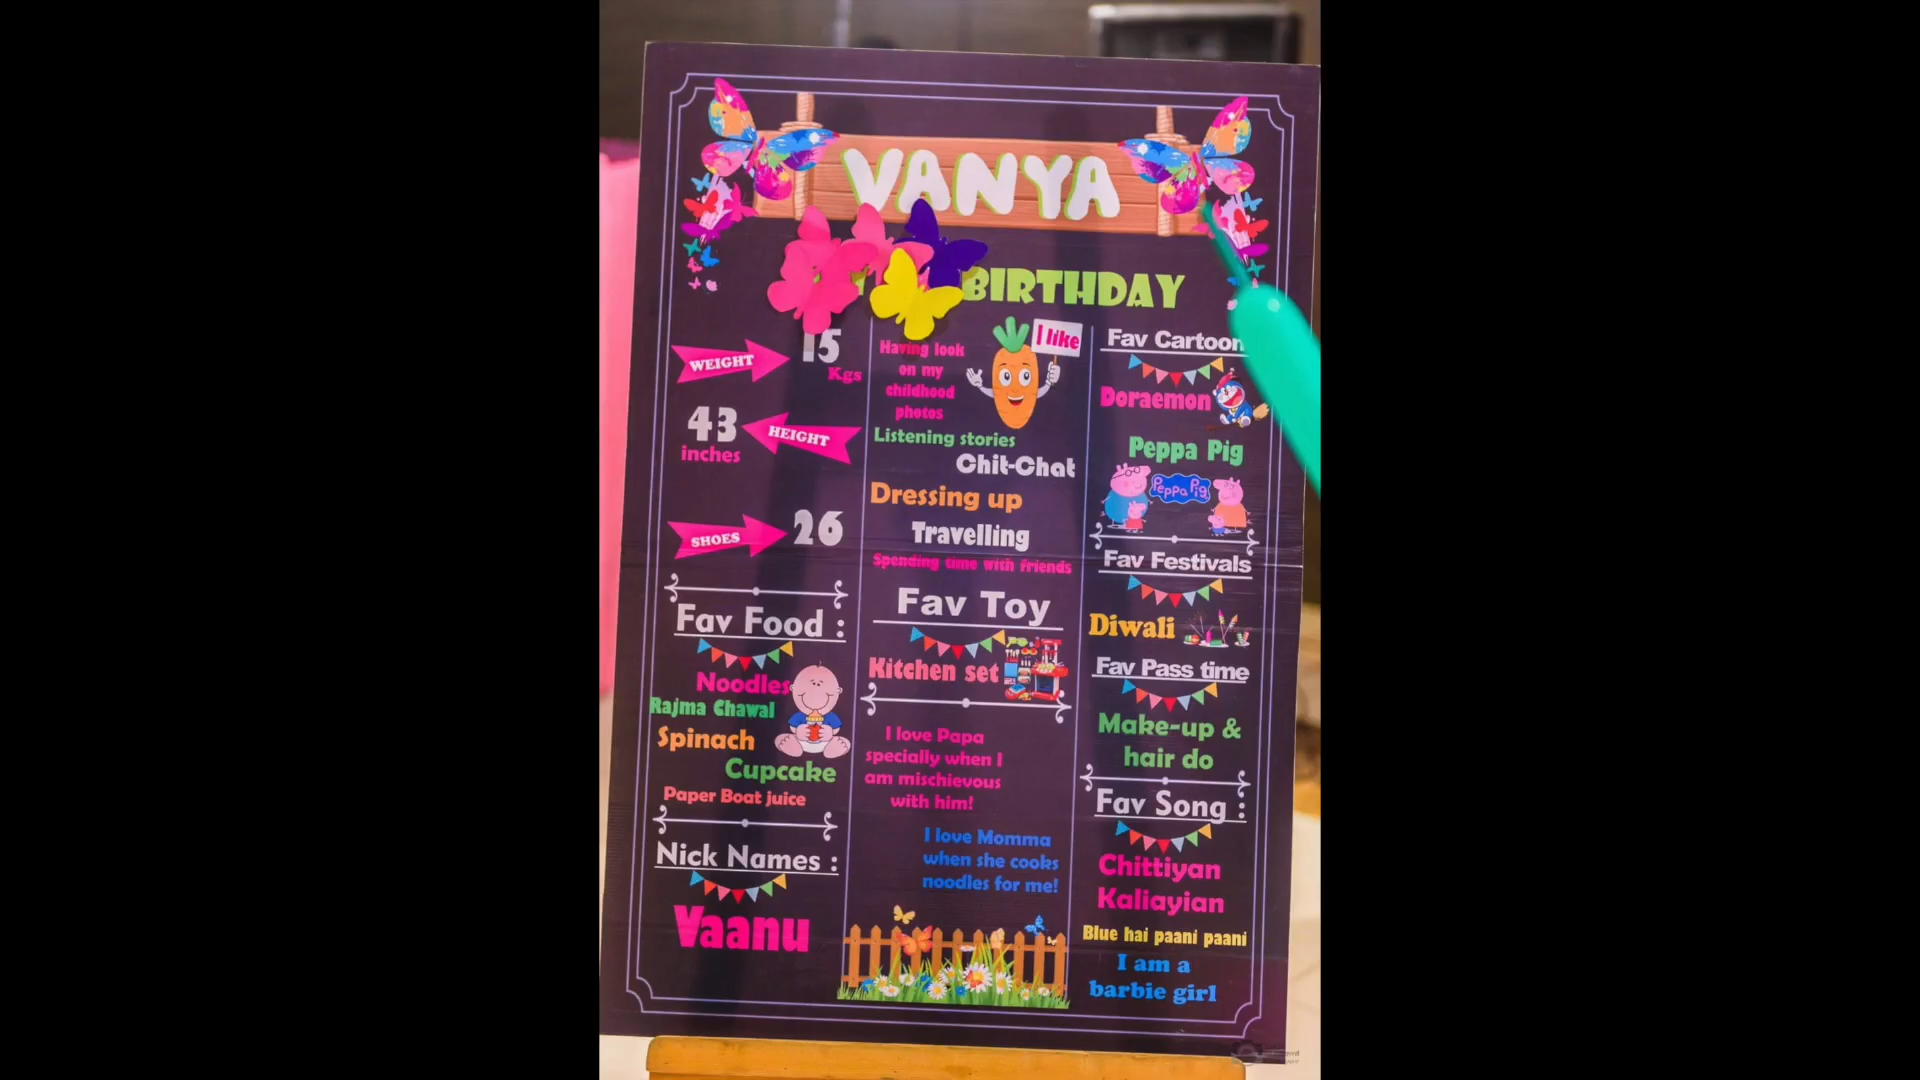 VANYA
BIRTHDAY
WEIGHT
15
Kgs
43
inches
HEIGHT
SHOES
26
Fav Food :
Noodles
Rajma Chawal
Spinach
Cupcake
Paper Boat juice
Nick Names :
Vaanu
I like
Having look
on my
childhood
photos
Listening stories
Chit-Chat
Dressing up
Travelling
Spending time with friends
Fav Toy
Kitchen set
I love Papa
specially when I
am mischievous
with him!
I love Momma
when she cooks
noodles for me!
Fav Cartoon
Doraemon
Peppa Pig
Peppa Pig
Fav Festivals
Diwali
Fav Pass time
Make-up &
hair do
Fav Song :
Chittiyan
Kaliayian
Blue hai paani paani
I am a
barbie girl